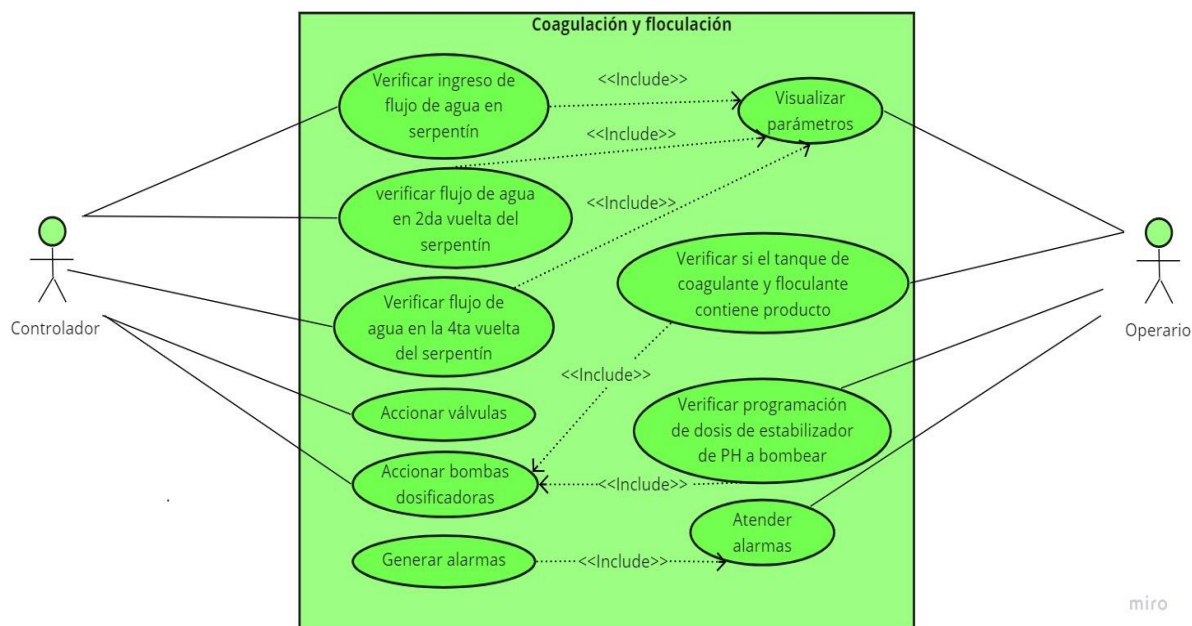 Coagulación y floculación
Verificar ingreso de
flujo de agua en
serpentín
<<Include>>
Visualizar
parámetros
<<Include>>
verificar flujo de agua
en 2da vuelta del
serpentín
<<Include>>
Verificar si el tanque de
coagulante y floculante
contiene producto
Controlador
Operario
Verificar flujo de
agua en la 4ta vuelta
del serpentín
<<Include>>
Accionar válvulas
Verificar programación
de dosis de estabilizador
de PH a bombear
Accionar bombas
dosificadoras
<<Include>>
Atender
alarmas
Generar alarmas
<<Include>>
miro